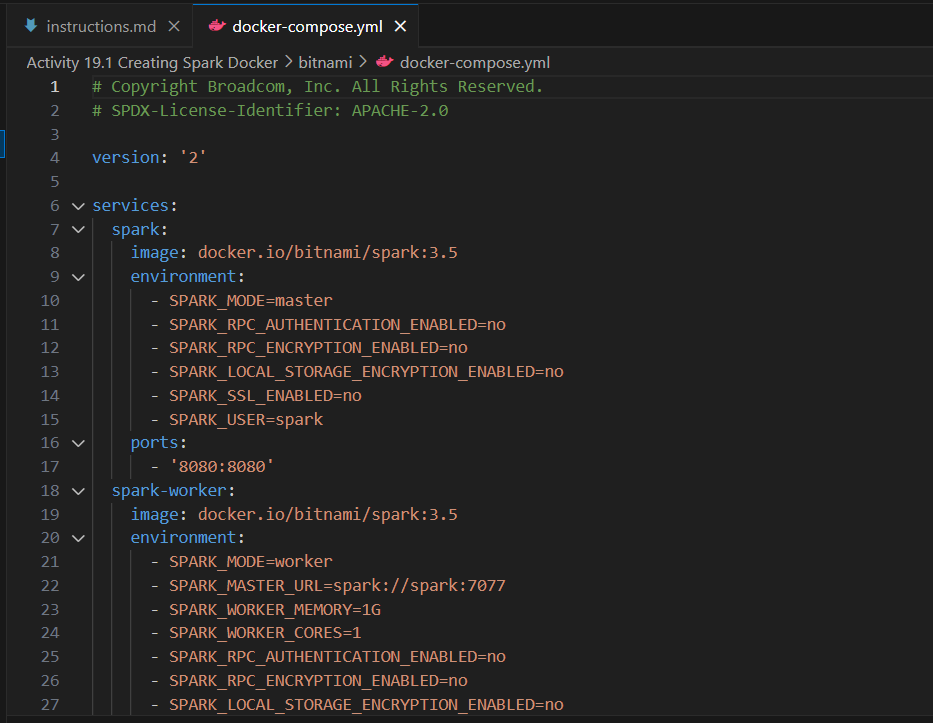 instructions.md
docker-compose.yml
Activity 19.1 Creating Spark Docker > bitnami > docker-compose.yml
1 # Copyright Broadcom, Inc. All Rights Reserved.
2 # SPDX-License-Identifier: APACHE-2.0
3
4 version: '2'
5
6 services:
7   spark:
8     image: docker.io/bitnami/spark:3.5
9     environment:
10       - SPARK_MODE=master
11       - SPARK_RPC_AUTHENTICATION_ENABLED=no
12       - SPARK_RPC_ENCRYPTION_ENABLED=no
13       - SPARK_LOCAL_STORAGE_ENCRYPTION_ENABLED=no
14       - SPARK_SSL_ENABLED=no
15       - SPARK_USER=spark
16     ports:
17       - '8080:8080'
18   spark-worker:
19     image: docker.io/bitnami/spark:3.5
20     environment:
21       - SPARK_MODE=worker
22       - SPARK_MASTER_URL=spark://spark:7077
23       - SPARK_WORKER_MEMORY=1G
24       - SPARK_WORKER_CORES=1
25       - SPARK_RPC_AUTHENTICATION_ENABLED=no
26       - SPARK_RPC_ENCRYPTION_ENABLED=no
27       - SPARK_LOCAL_STORAGE_ENCRYPTION_ENABLED=no